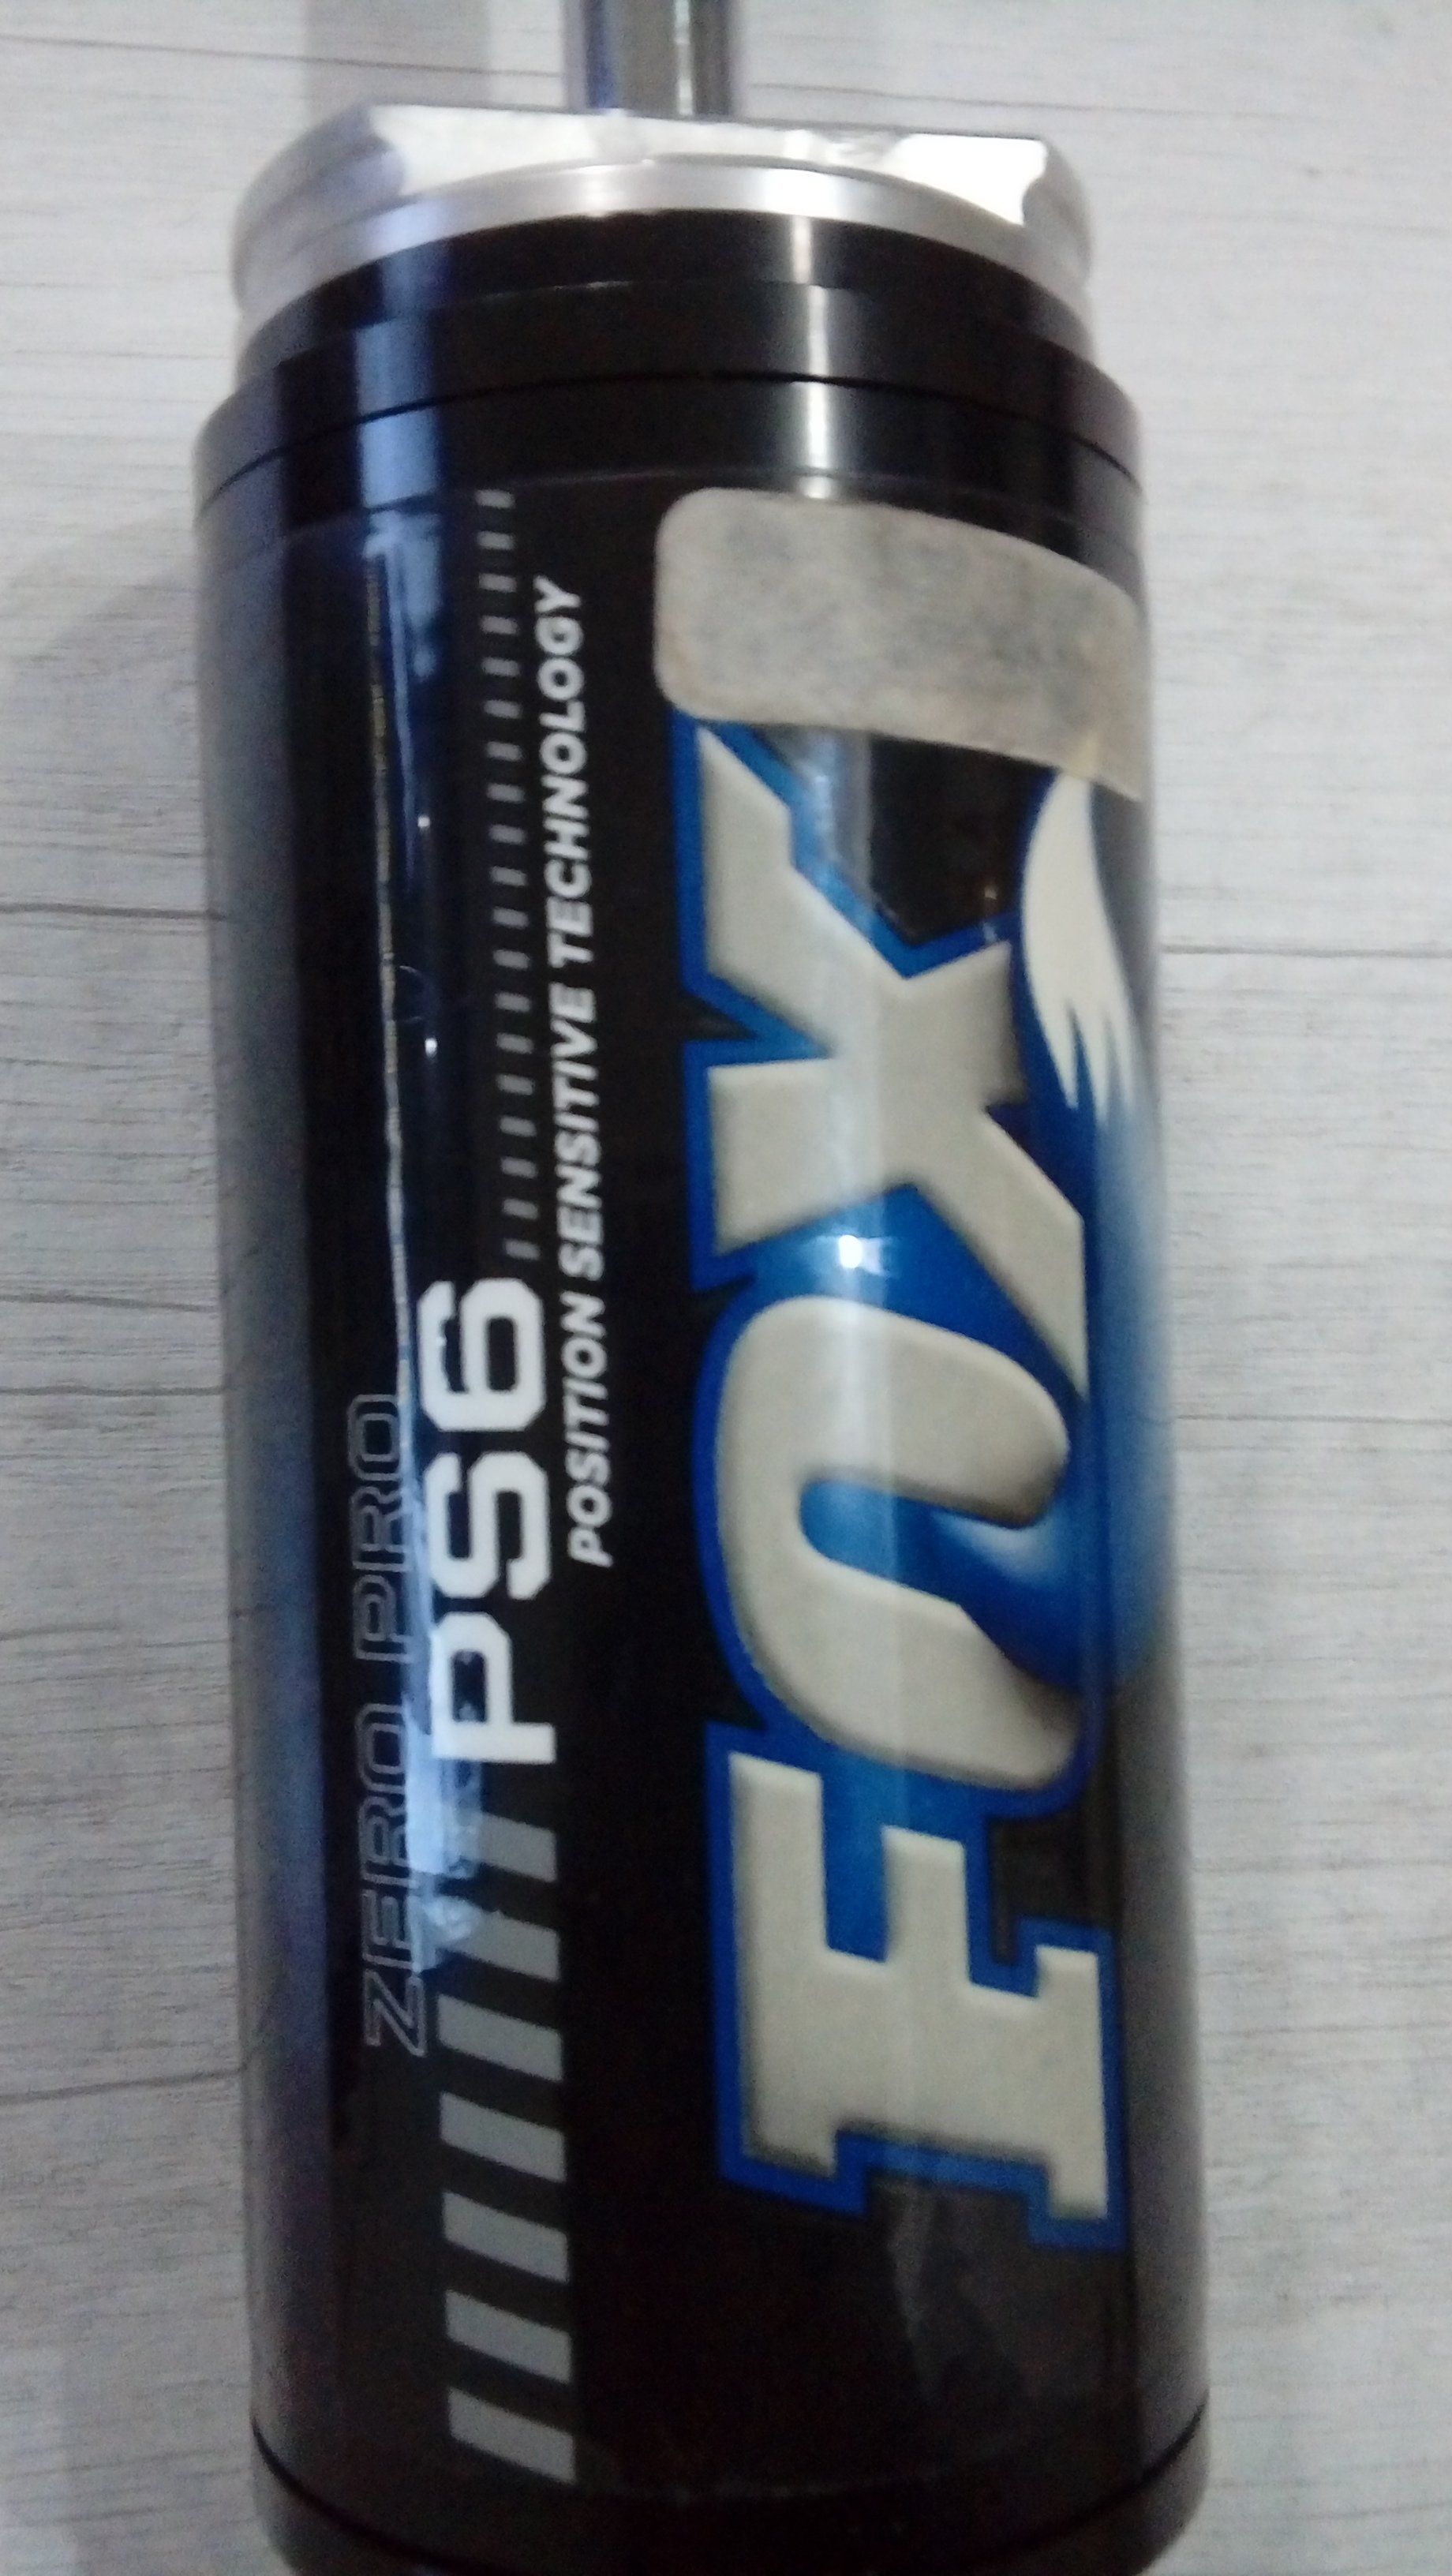 ZERO PRO
PS6
POSITION SENSITIVE TECHNOLOGY
FOX